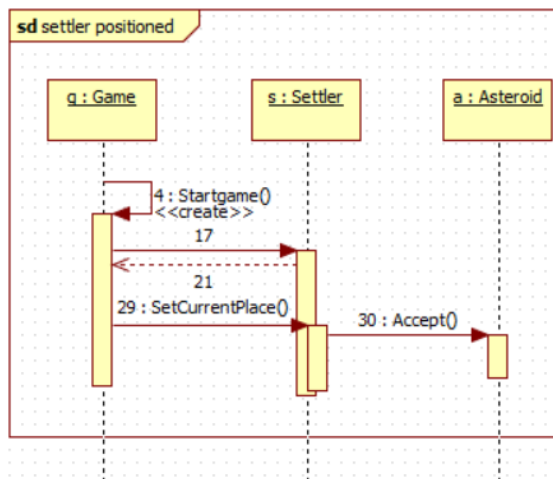 sd settler positioned
g : Game
s : Settler
a : Asteroid
4 : Startgame()
<<create>>
17
21
29 : SetCurrentPlace()
30 : Accept()